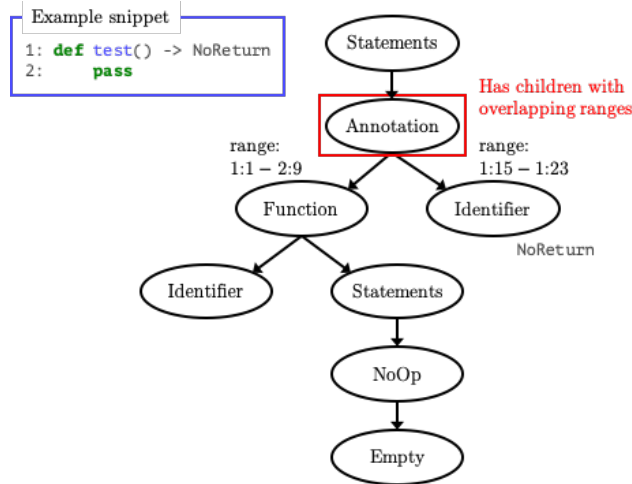 Example snippet
1: def test() -> NoReturn
2: pass
Statements
Has children with
overlapping ranges
Annotation
range:
1:1 – 2:9
range:
1:15 – 1:23
Function
Identifier
NoReturn
Identifier
Statements
NoOp
Empty